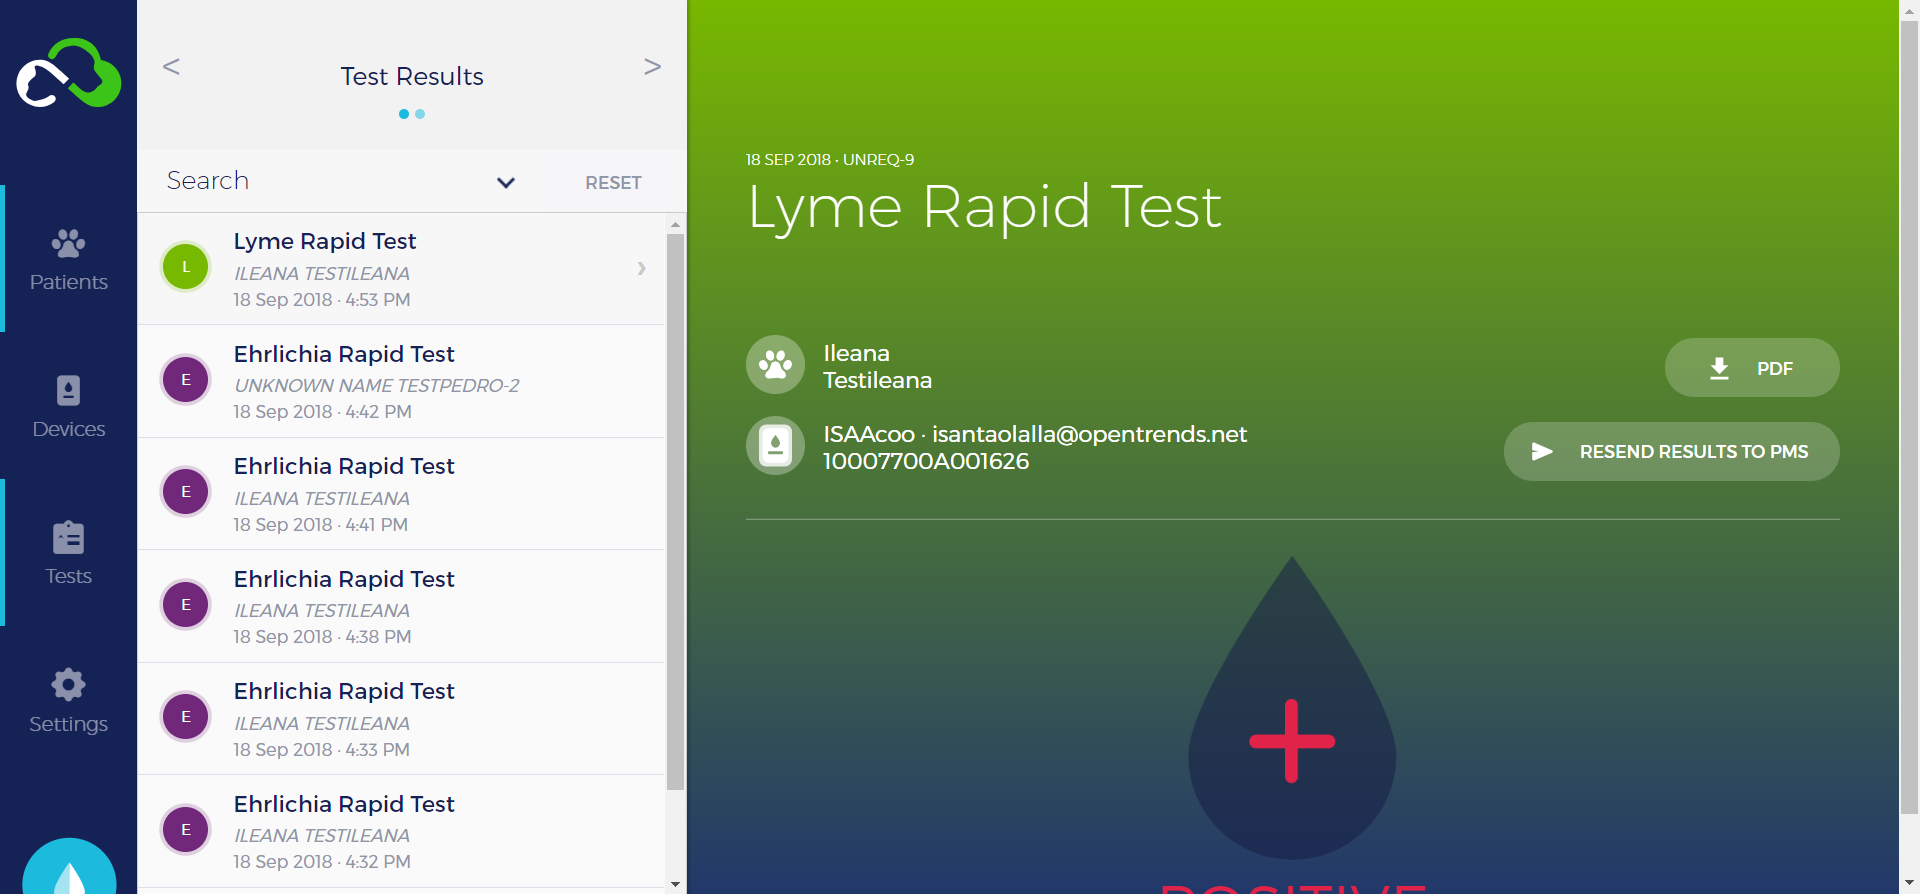 Patients
Devices
Tests
Settings
< Test Results >
Search
RESET
L
Lyme Rapid Test
ILEANA TESTILEANA
18 Sep 2018 · 4:53 PM
E
Ehrlichia Rapid Test
UNKNOWN NAME TESTPEDRO-2
18 Sep 2018 · 4:42 PM
E
Ehrlichia Rapid Test
ILEANA TESTILEANA
18 Sep 2018 · 4:41 PM
E
Ehrlichia Rapid Test
ILEANA TESTILEANA
18 Sep 2018 · 4:38 PM
E
Ehrlichia Rapid Test
ILEANA TESTILEANA
18 Sep 2018 · 4:33 PM
E
Ehrlichia Rapid Test
ILEANA TESTILEANA
18 Sep 2018 · 4:32 PM
18 SEP 2018 · UNREQ-9
Lyme Rapid Test
Ileana
Testileana
PDF
ISAAcoo · isantaolalla@opentrends.net
10007700A001626
RESEND RESULTS TO PMS
POSITIVE